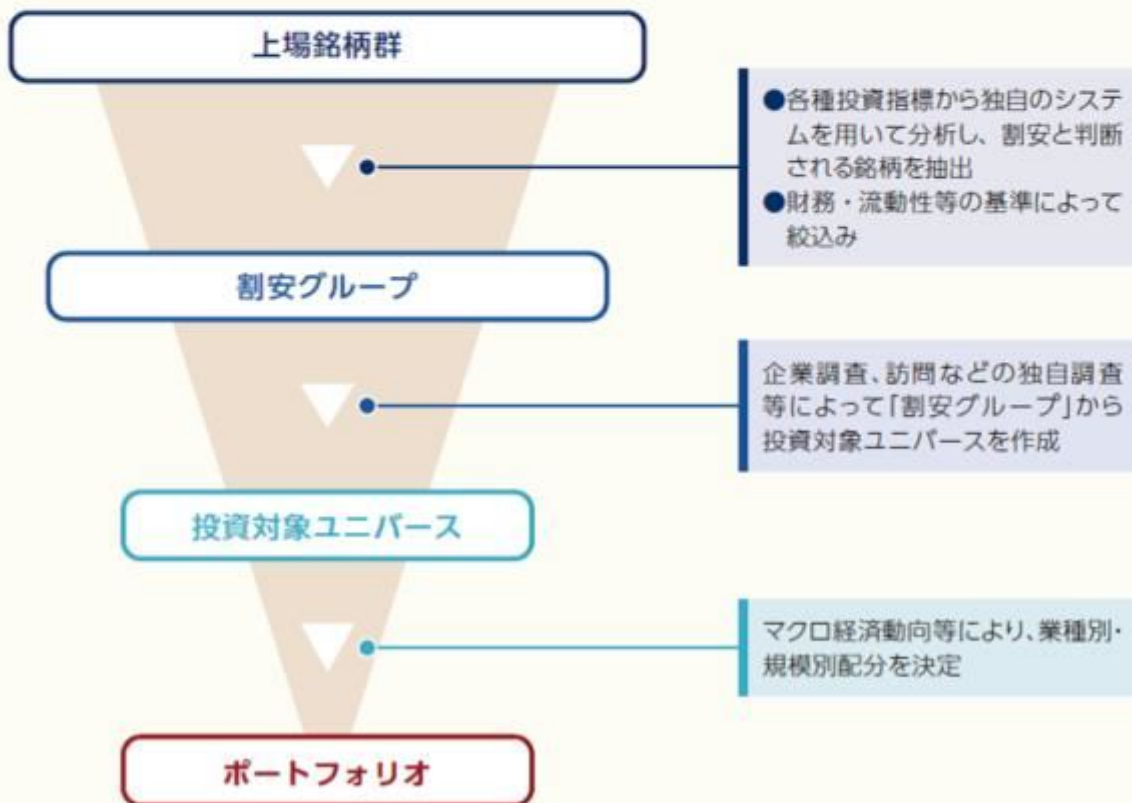 上場銘柄群
●各種投資指標から独自のシステ
ムを用いて分析し、割安と判断
される銘柄を抽出
●財務・流動性等の基準によって
絞込み
割安グループ
企業調査、訪問などの独自調査
等によって「割安グループ」から
投資対象ユニバースを作成
投資対象ユニバース
マクロ経済動向等により、業種別・
規模別配分を決定
ポートフォリオ